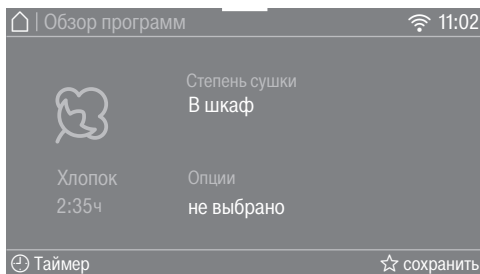 | Обзор программ 11:02
Степень сушки
В шкаф
Хлопок
2:35ч
Опции
не выбрано
Таймер
сохранить